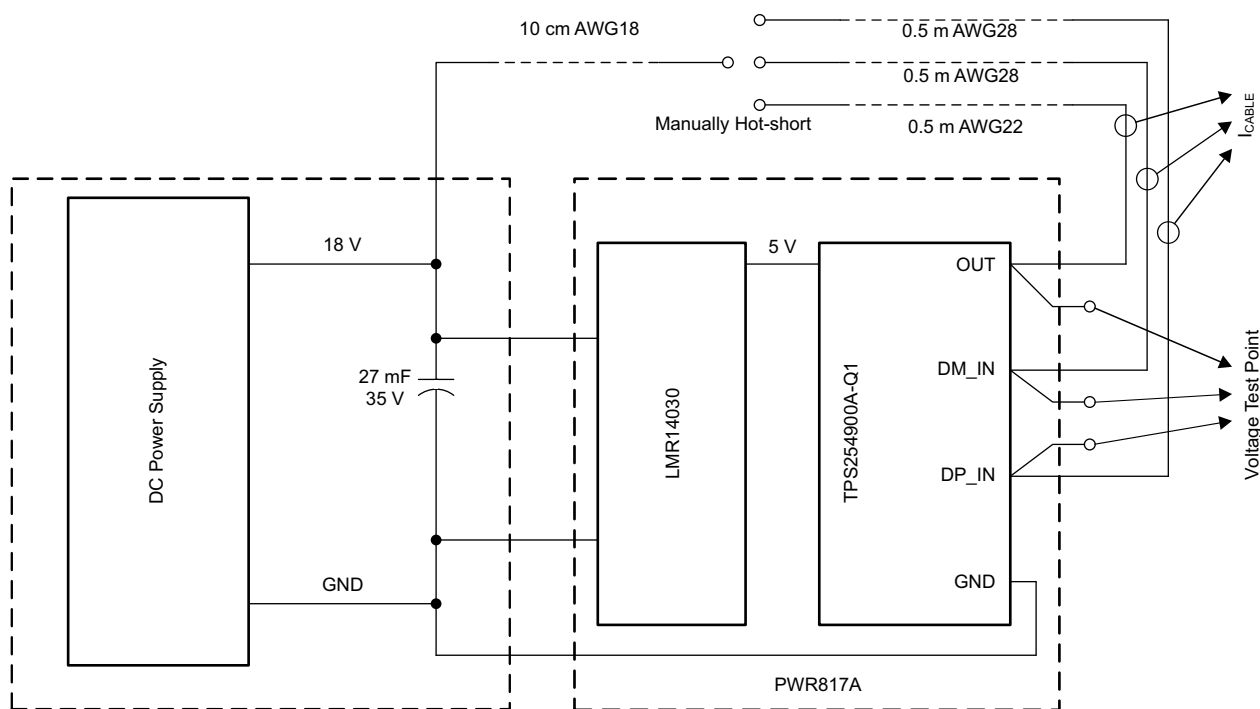 10 cm AWG18
0.5 m AWG28
0.5 m AWG28
Manually Hot-short
0.5 m AWG22
ICABLE
18 V
5 V
OUT
DM_IN
DP_IN
GND
27 mF
35 V
DC Power Supply
LMR14030
TPS254900A-Q1
Voltage Test Point
GND
PWR817A